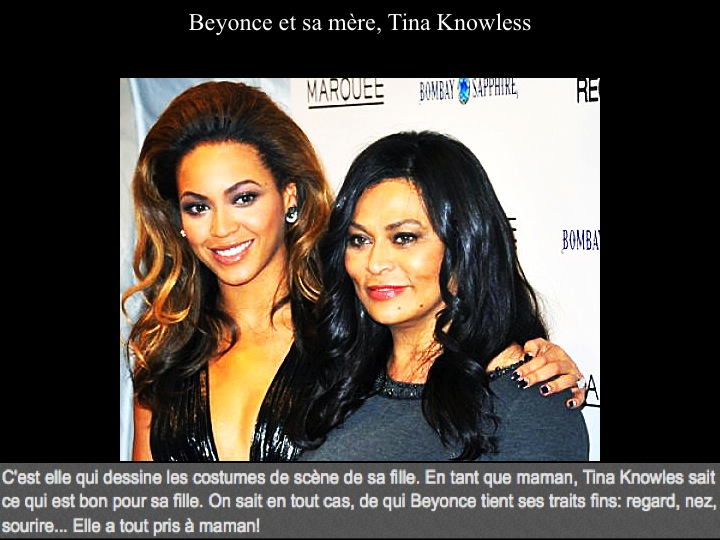 Beyonce et sa mère, Tina Knowless
MARQUEE
BOMBAY SAPPHIRE
RE
BOMBA
A
C'est elle qui dessine les costumes de scène de sa fille. En tant que maman, Tina Knowles sait
ce qui est bon pour sa fille. On sait en tout cas, de qui Beyonce tient ses traits fins: regard, nez,
sourire... Elle a tout pris à maman!